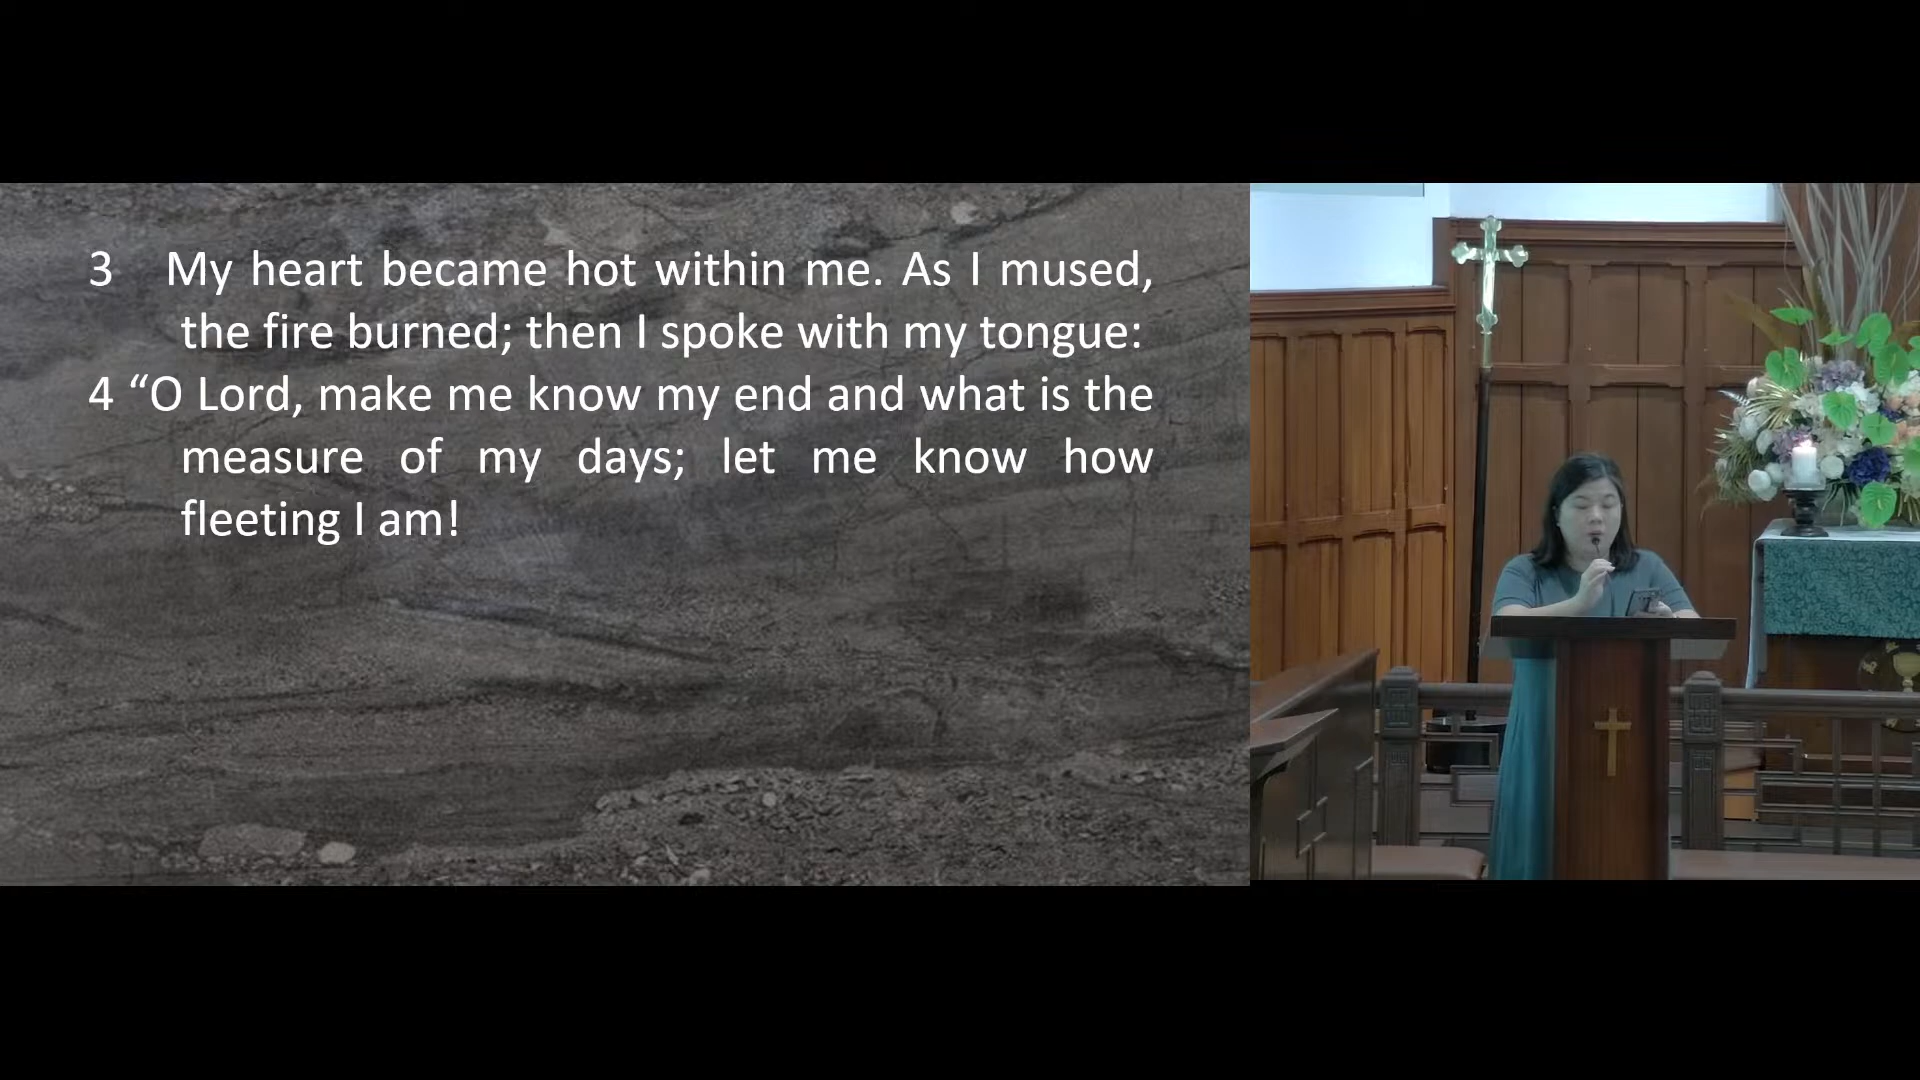 3 My heart became hot within me. As I mused,
the fire burned; then I spoke with my tongue:
4 “O Lord, make me know my end and what is the
measure of my days; let me know how
fleeting I am!